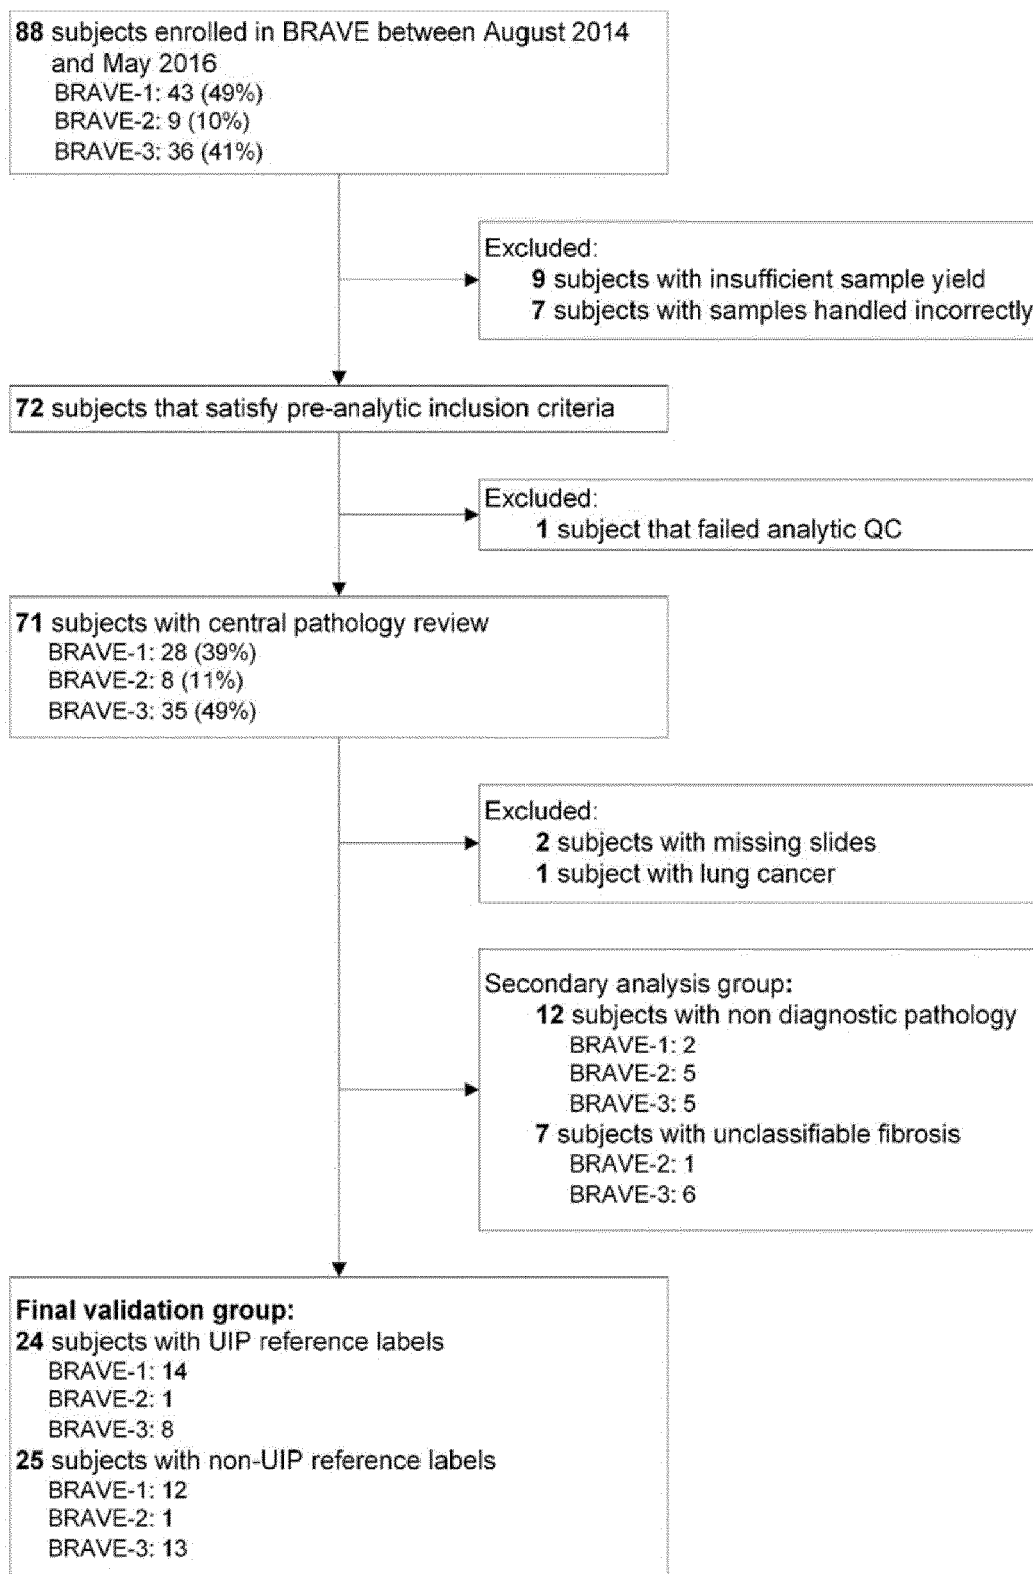 88 subjects enrolled in BRAVE between August 2014
and May 2016
BRAVE-1: 43 (49%)
BRAVE-2: 9 (10%)
BRAVE-3: 36 (41%)
Excluded:
9 subjects with insufficient sample yield
7 subjects with samples handled incorrectly
72 subjects that satisfy pre-analytic inclusion criteria
Excluded:
1 subject that failed analytic QC
71 subjects with central pathology review
BRAVE-1: 28 (39%)
BRAVE-2: 8 (11%)
BRAVE-3: 35 (49%)
Excluded:
2 subjects with missing slides
1 subject with lung cancer
Secondary analysis group:
12 subjects with non diagnostic pathology
BRAVE-1: 2
BRAVE-2: 5
BRAVE-3: 5
7 subjects with unclassifiable fibrosis
BRAVE-2: 1
BRAVE-3: 6
Final validation group:
24 subjects with UIP reference labels
BRAVE-1: 14
BRAVE-2: 1
BRAVE-3: 8
25 subjects with non-UIP reference labels
BRAVE-1: 12
BRAVE-2: 1
BRAVE-3: 13